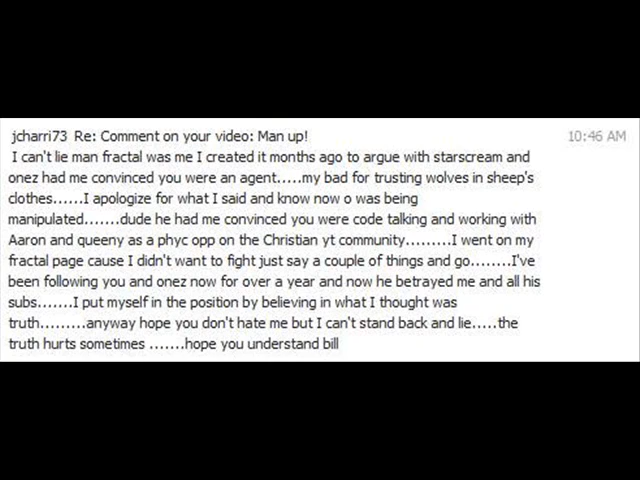 jcharri73 Re: Comment on your video: Man up! 10:46 AM
I can't lie man fractal was me I created it months ago to argue with starscream and
onez had me convinced you were an agent.....my bad for trusting wolves in sheep's
clothes......I apologize for what I said and know now o was being
manipulated.......dude he had me convinced you were code talking and working with
Aaron and queeny as a phyc opp on the Christian yt community.........I went on my
fractal page cause I didn't want to fight just say a couple of things and go........I've
been following you and onez now for over a year and now he betrayed me and all his
subs.......I put myself in the position by believing in what I thought was
truth.........anyway hope you don't hate me but I can't stand back and lie.....the
truth hurts sometimes .......hope you understand bill